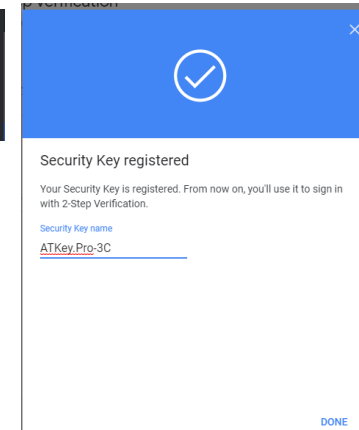 p Verification
Security Key registered
Your Security Key is registered. From now on, you'll use it to sign in
with 2-Step Verification.
Security Key name
ATKey.Pro-3C
DONE